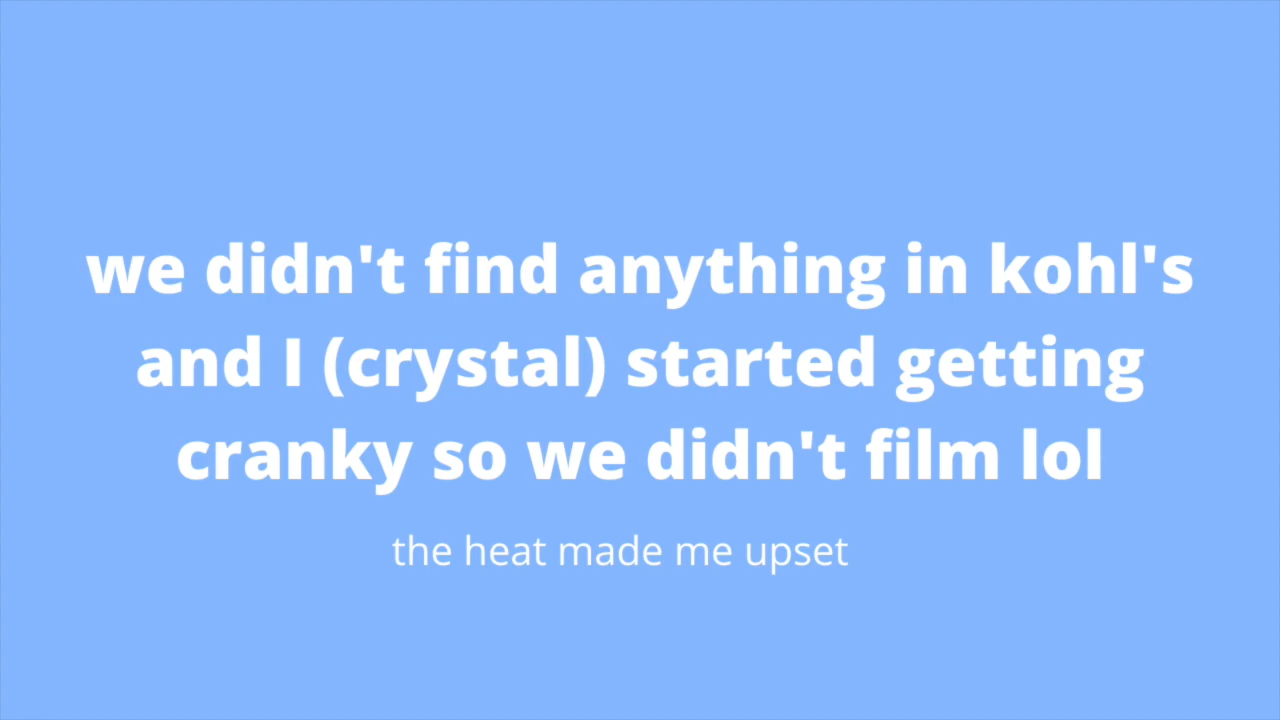 we didn't find anything in kohl's
and I (crystal) started getting
cranky so we didn't film lol
the heat made me upset